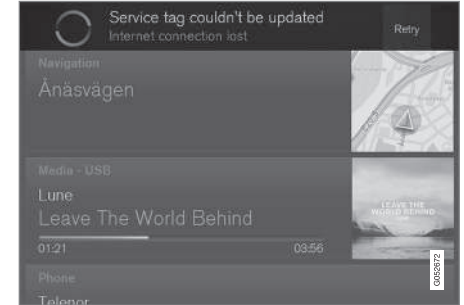 Service tag couldn't be updated
Internet connection lost
Retry
Navigation
Ånäsvägen
Media - USB
Lune
Leave The World Behind
LEAVE THE
WORLD BEHIND
01:21
03:56
G052672
Phone
Telenor